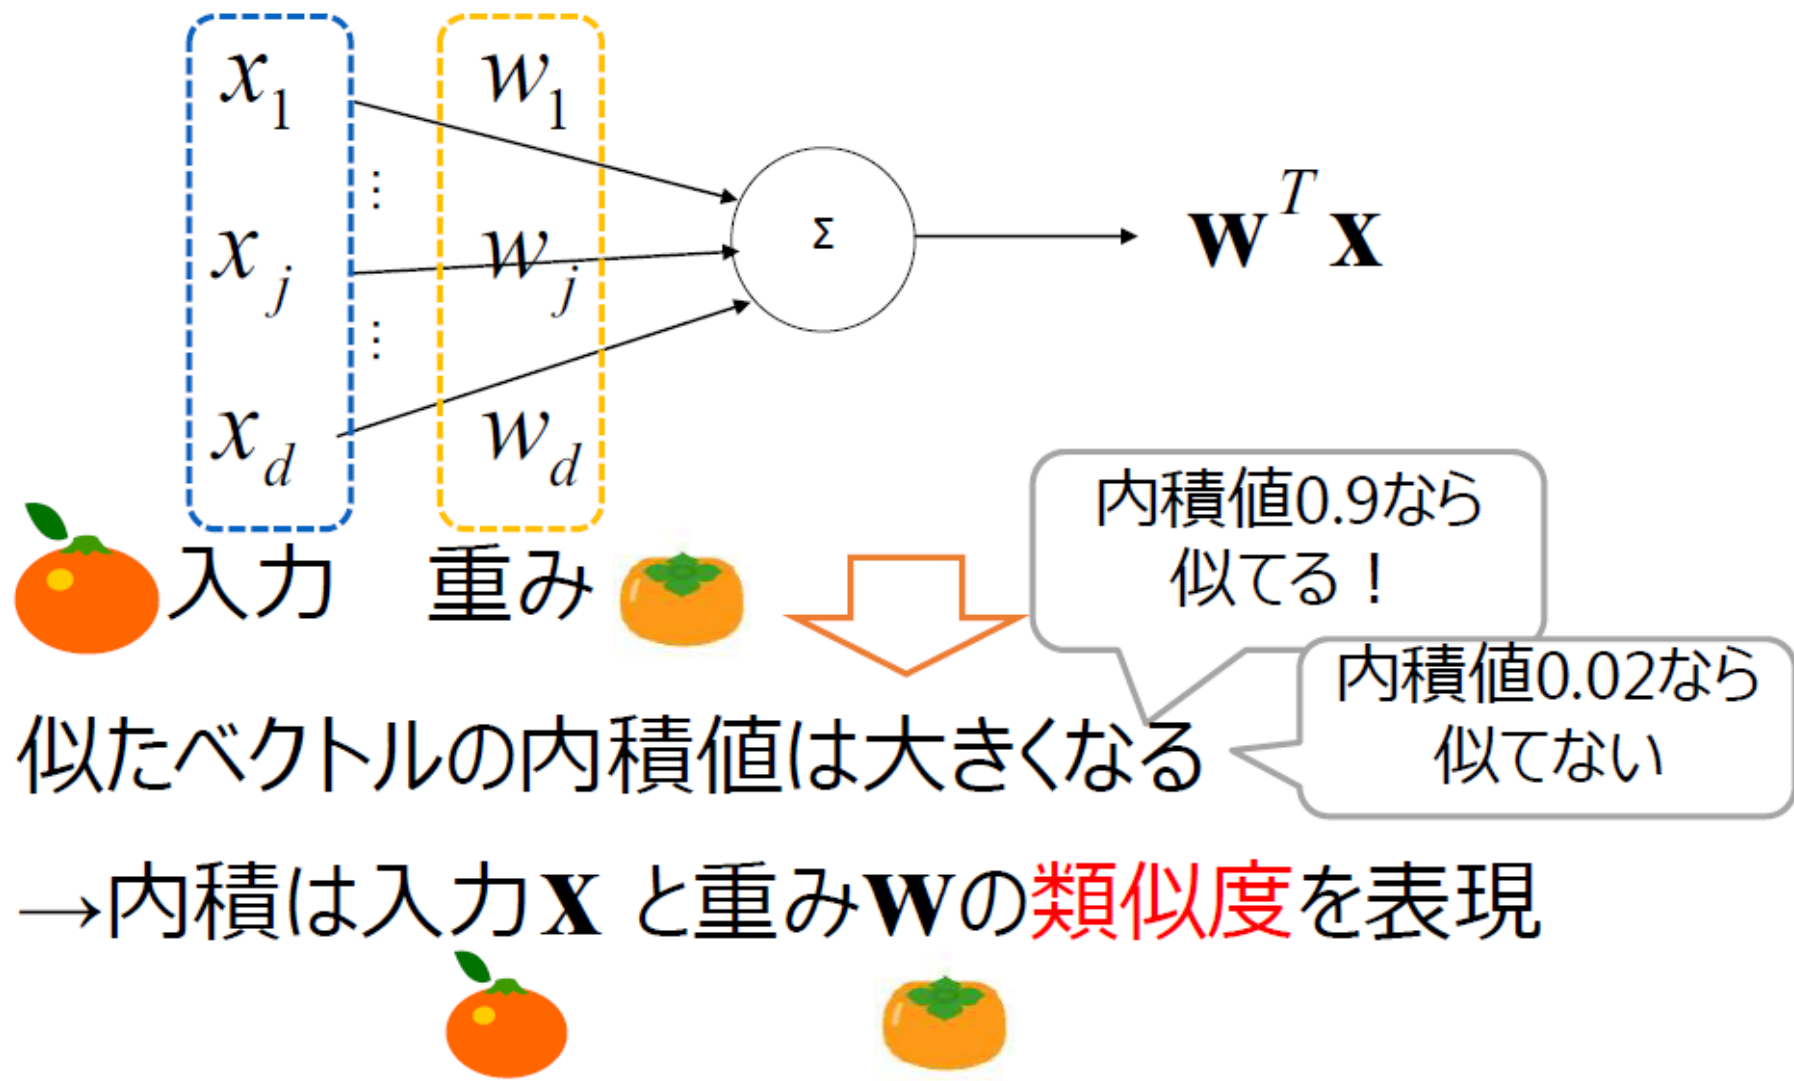 x₁ w₁
⋮
xⱼ wⱼ Σ wᵀx
⋮
x_d w_d
入力 重み
内積値0.9なら
似てる！
内積値0.02なら
似てない
似たベクトルの内積値は大きくなる
→内積は入力x と重みwの類似度を表現